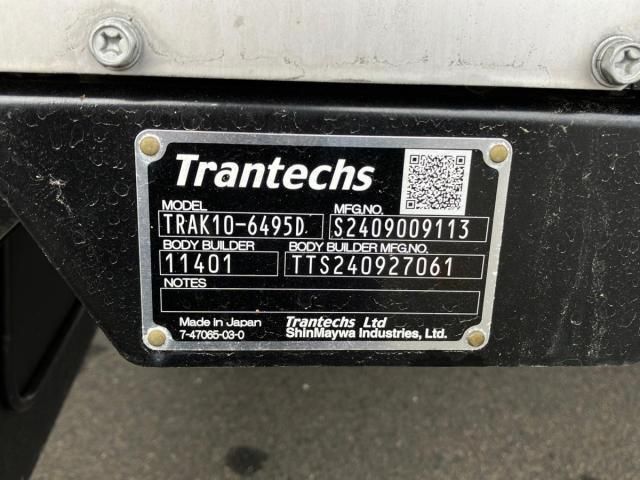 Trantechs
MODEL MFG.NO.
TRAK10-6495D S2409009113
BODY BUILDER BODY BUILDER MFG.NO.
11401 TTS240927061
NOTES
Made in Japan Trantechs Ltd
7-47065-03-0 ShinMaywa Industries, Ltd.